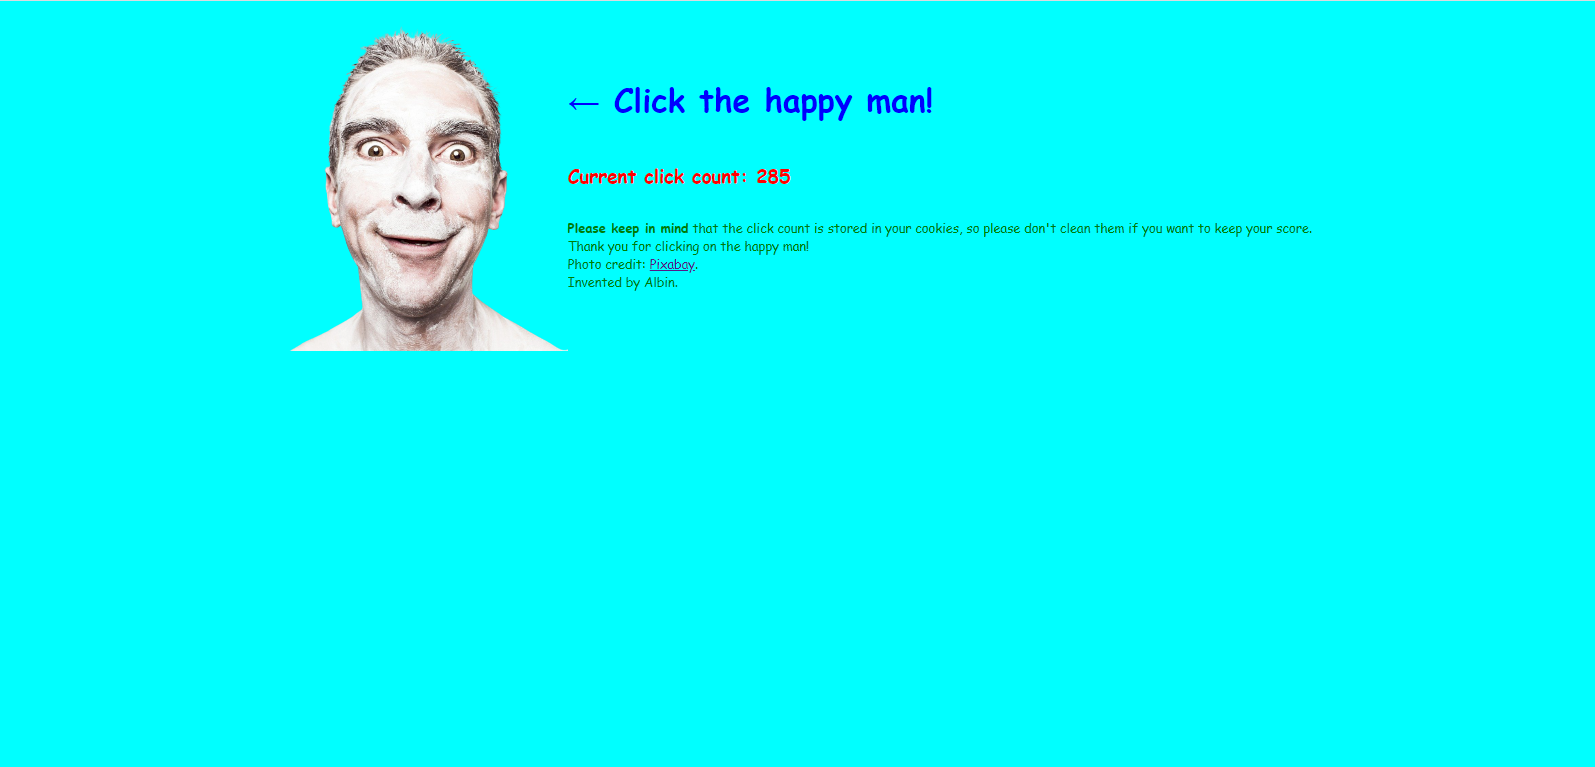 ← Click the happy man!
Current click count: 285
Please keep in mind that the click count is stored in your cookies, so please don't clean them if you want to keep your score.
Thank you for clicking on the happy man!
Photo credit: Pixabay.
Invented by Albin.